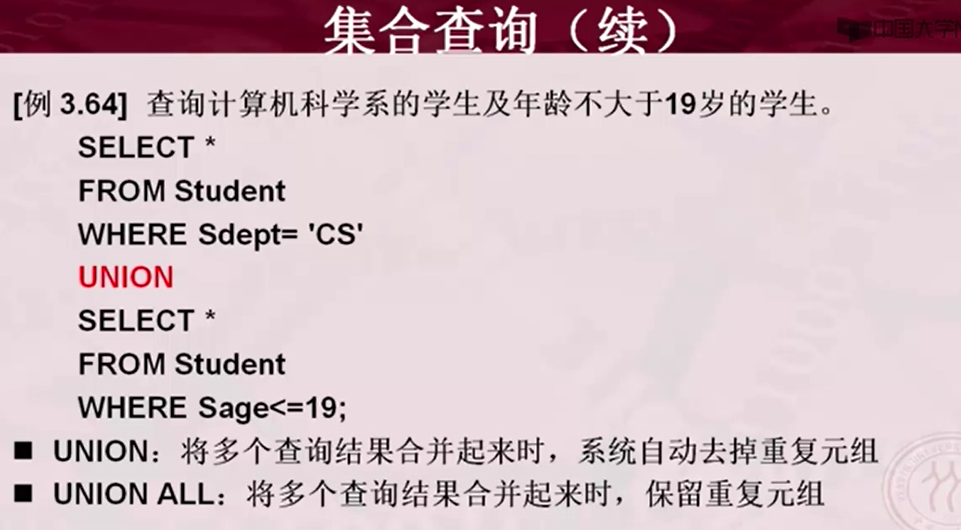 集合查询（续）
中国大学
[例 3.64] 查询计算机科学系的学生及年龄不大于19岁的学生。
SELECT *
FROM Student
WHERE Sdept= 'CS'
UNION
SELECT *
FROM Student
WHERE Sage<=19;
■ UNION：将多个查询结果合并起来时，系统自动去掉重复元组
■ UNION ALL：将多个查询结果合并起来时，保留重复元组